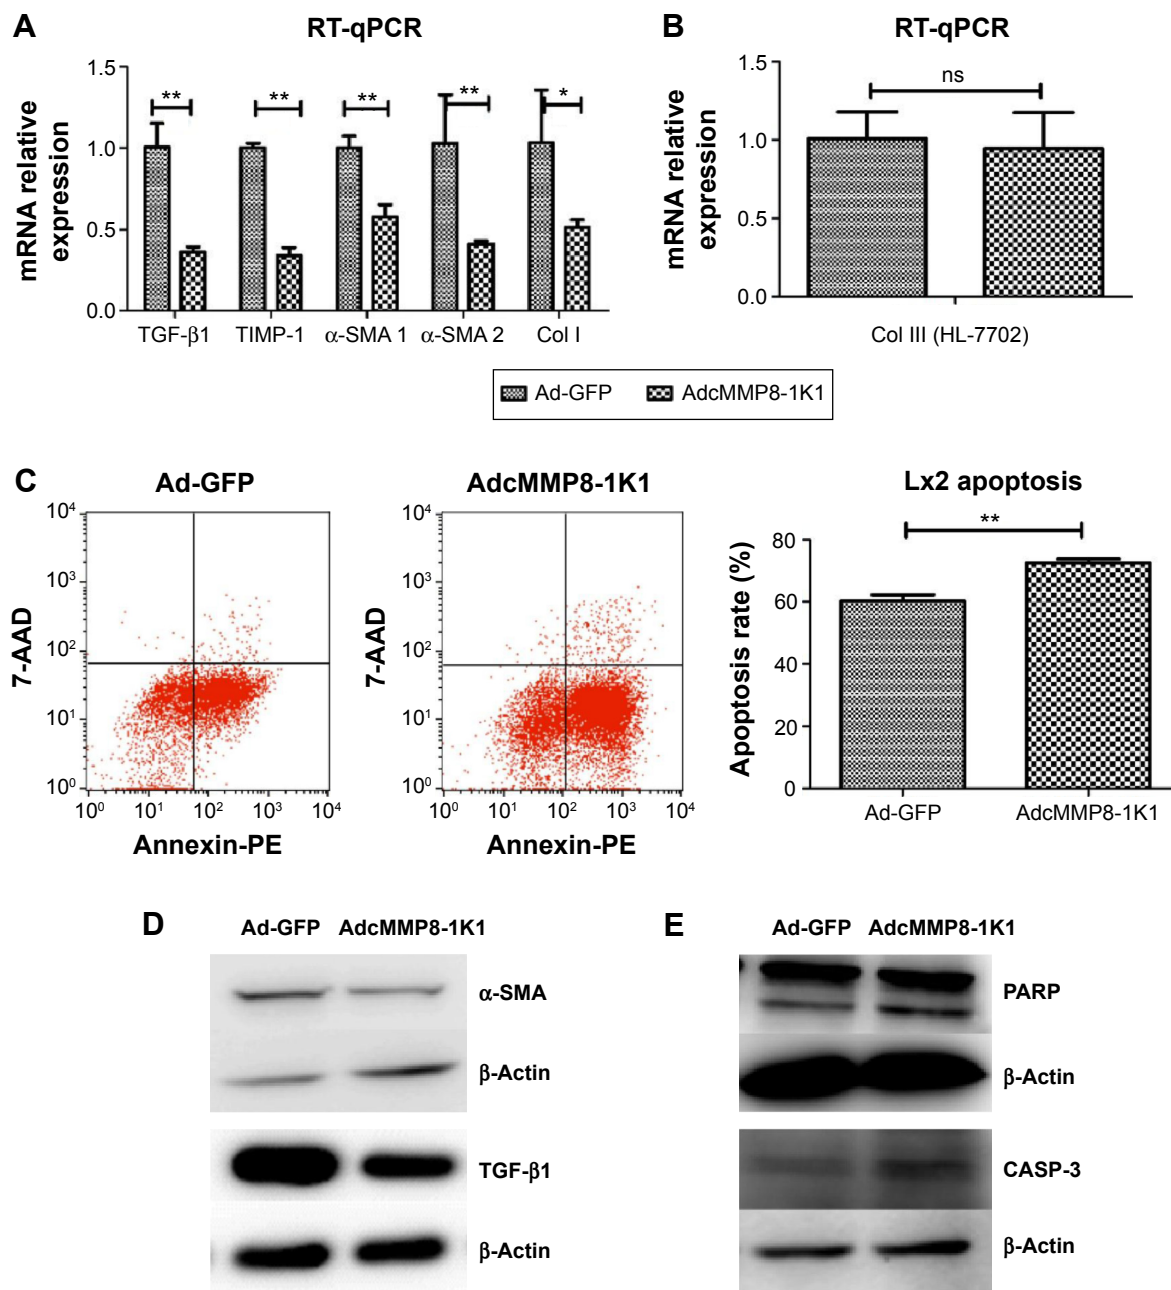 A
RT-qPCR
mRNA relative
expression
1.5
1.0
0.5
0.0
**
**
**
**
*
TGF-β1 TIMP-1 α-SMA 1 α-SMA 2 Col I
B
RT-qPCR
mRNA relative
expression
1.5
1.0
0.5
0.0
ns
Col III (HL-7702)
Ad-GFP AdcMMP8-1K1
C
Ad-GFP
7-AAD
10⁴
10³
10²
10¹
10⁰
10⁰ 10¹ 10² 10³ 10⁴
Annexin-PE
AdcMMP8-1K1
7-AAD
10⁴
10³
10²
10¹
10⁰
10⁰ 10¹ 10² 10³ 10⁴
Annexin-PE
Lx2 apoptosis
Apoptosis rate (%)
80
60
40
20
0
**
Ad-GFP AdcMMP8-1K1
D
Ad-GFP AdcMMP8-1K1
α-SMA
β-Actin
TGF-β1
β-Actin
E
Ad-GFP AdcMMP8-1K1
PARP
β-Actin
CASP-3
β-Actin